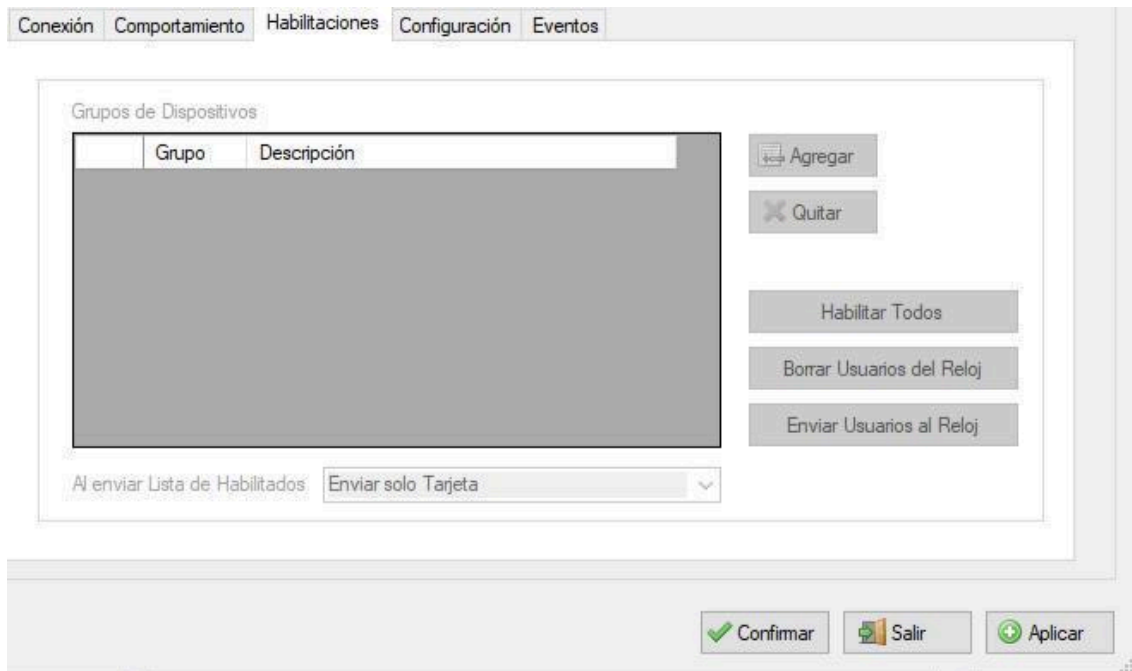 Conexión Comportamiento Habilitaciones Configuración Eventos
Grupos de Dispositivos
Grupo Descripción
Agregar
Quitar
Habilitar Todos
Borrar Usuarios del Reloj
Enviar Usuarios al Reloj
Al enviar Lista de Habilitados Enviar solo Tarjeta
Confirmar Salir Aplicar